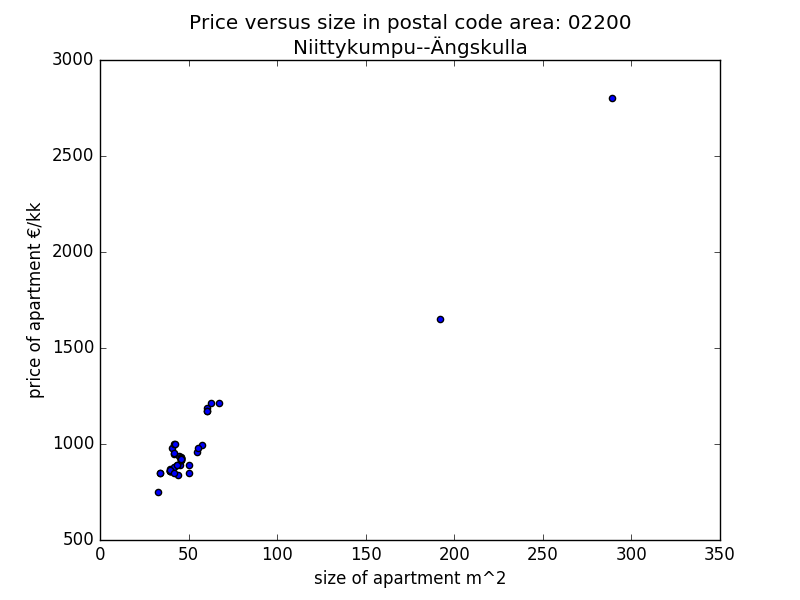 Price versus size in postal code area: 02200
Niittykumpu--Ängskulla
3000
2500
2000
1500
1000
500
price of apartment €/kk
0 50 100 150 200 250 300 350
size of apartment m^2